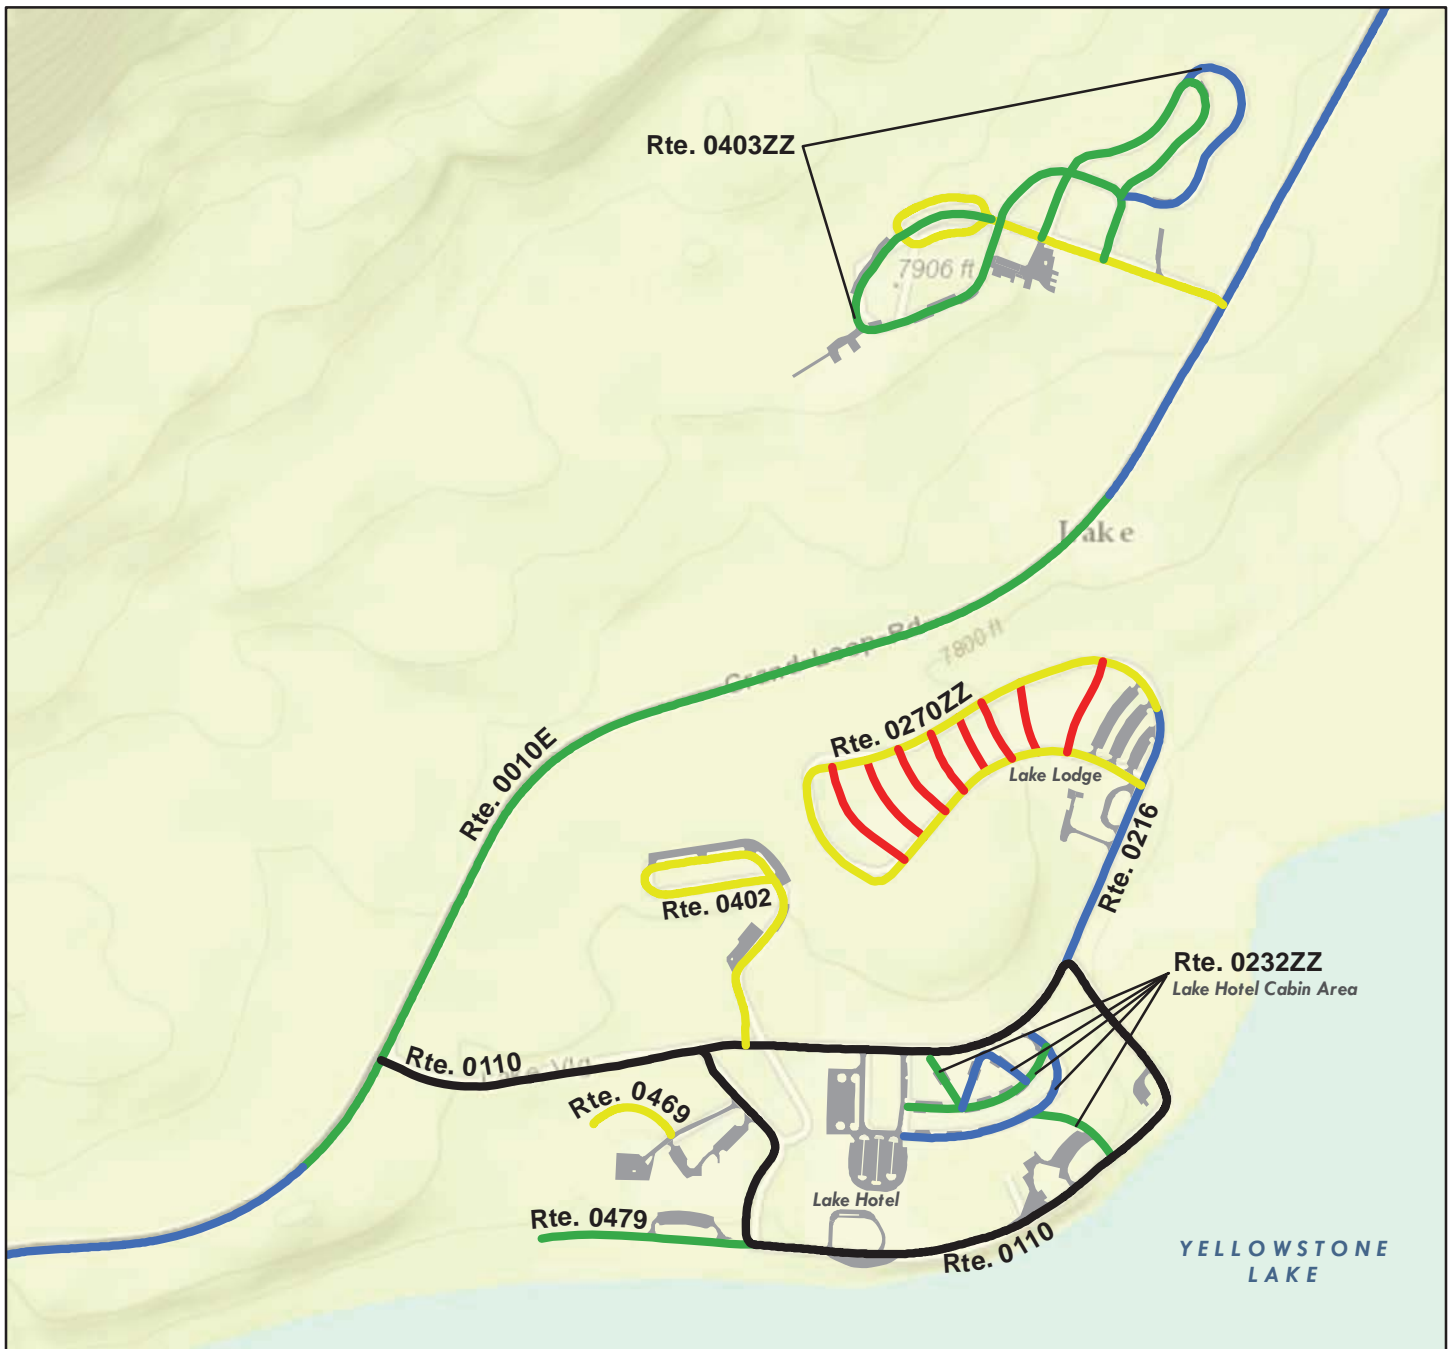 Rte. 0403ZZ
7906 ft
Lake
Grand Loop Rd
7800 ft
Rte. 0270ZZ
Rte. 0010E
Lake Lodge
Rte. 0216
Rte. 0402
Rte. 0232ZZ
Lake Hotel Cabin Area
Rte. 0110
Lake Vlg
Rte. 0469
Lake Hotel
Rte. 0479
Rte. 0110
YELLOWSTONE
LAKE